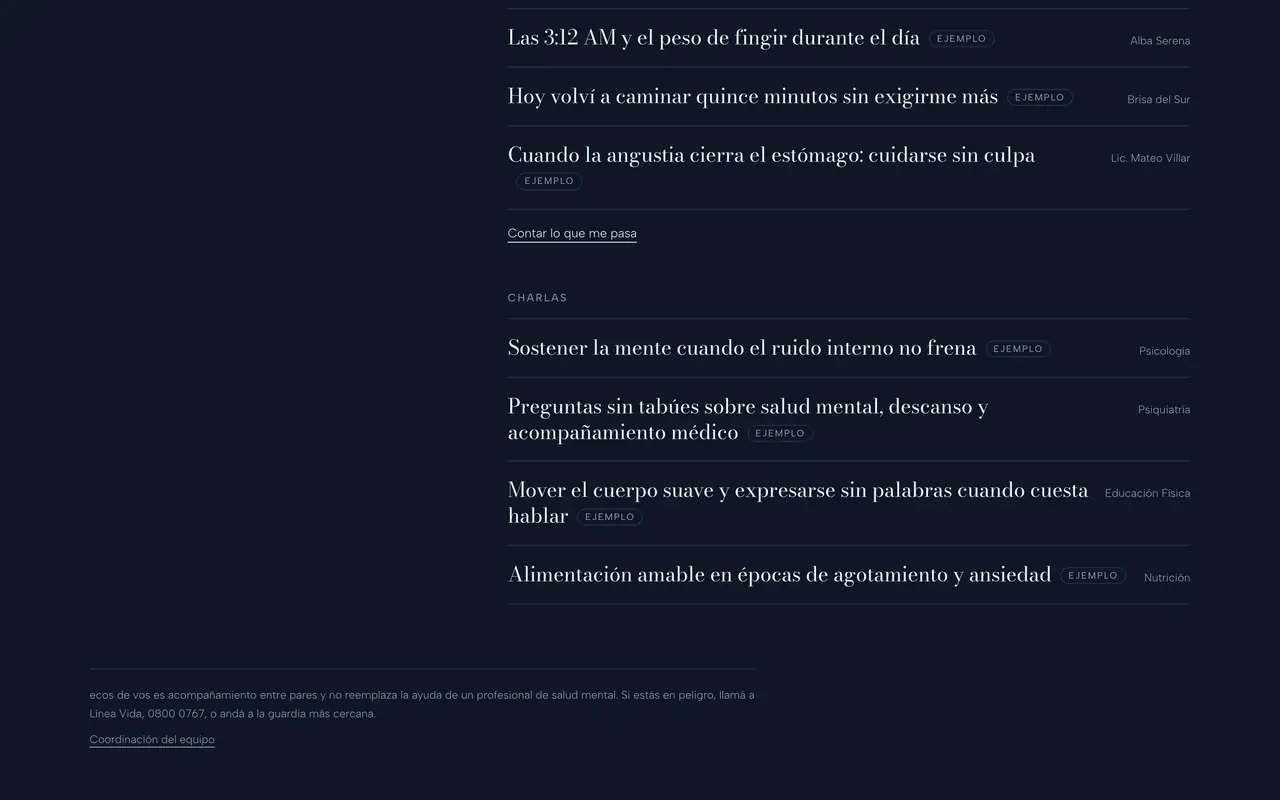 Las 3:12 AM y el peso de fingir durante el día EJEMPLO Alba Serena
Hoy volví a caminar quince minutos sin exigirme más EJEMPLO Brisa del Sur
Cuando la angustia cierra el estómago: cuidarse sin culpa Lic. Mateo Villar
EJEMPLO
Contar lo que me pasa
CHARLAS
Sostener la mente cuando el ruido interno no frena EJEMPLO Psicología
Preguntas sin tabúes sobre salud mental, descanso y Psiquiatría
acompañamiento médico EJEMPLO
Mover el cuerpo suave y expresarse sin palabras cuando cuesta Educación Física
hablar EJEMPLO
Alimentación amable en épocas de agotamiento y ansiedad EJEMPLO Nutrición
ecos de vos es acompañamiento entre pares y no reemplaza la ayuda de un profesional de salud mental. Si estás en peligro, llamá a
Línea Vida, 0800 0767, o andá a la guardia más cercana.
Coordinación del equipo